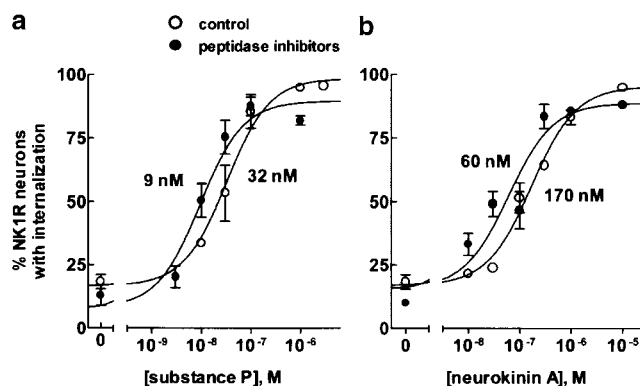 a
b
control
peptidase inhibitors
% NK1R neurons
with internalization
100
75
50
25
0
9 nM
32 nM
0
10⁻⁹
10⁻⁸
10⁻⁷
10⁻⁶
[substance P], M
100
75
50
25
0
60 nM
170 nM
0
10⁻⁸
10⁻⁷
10⁻⁶
10⁻⁵
[neurokinin A], M